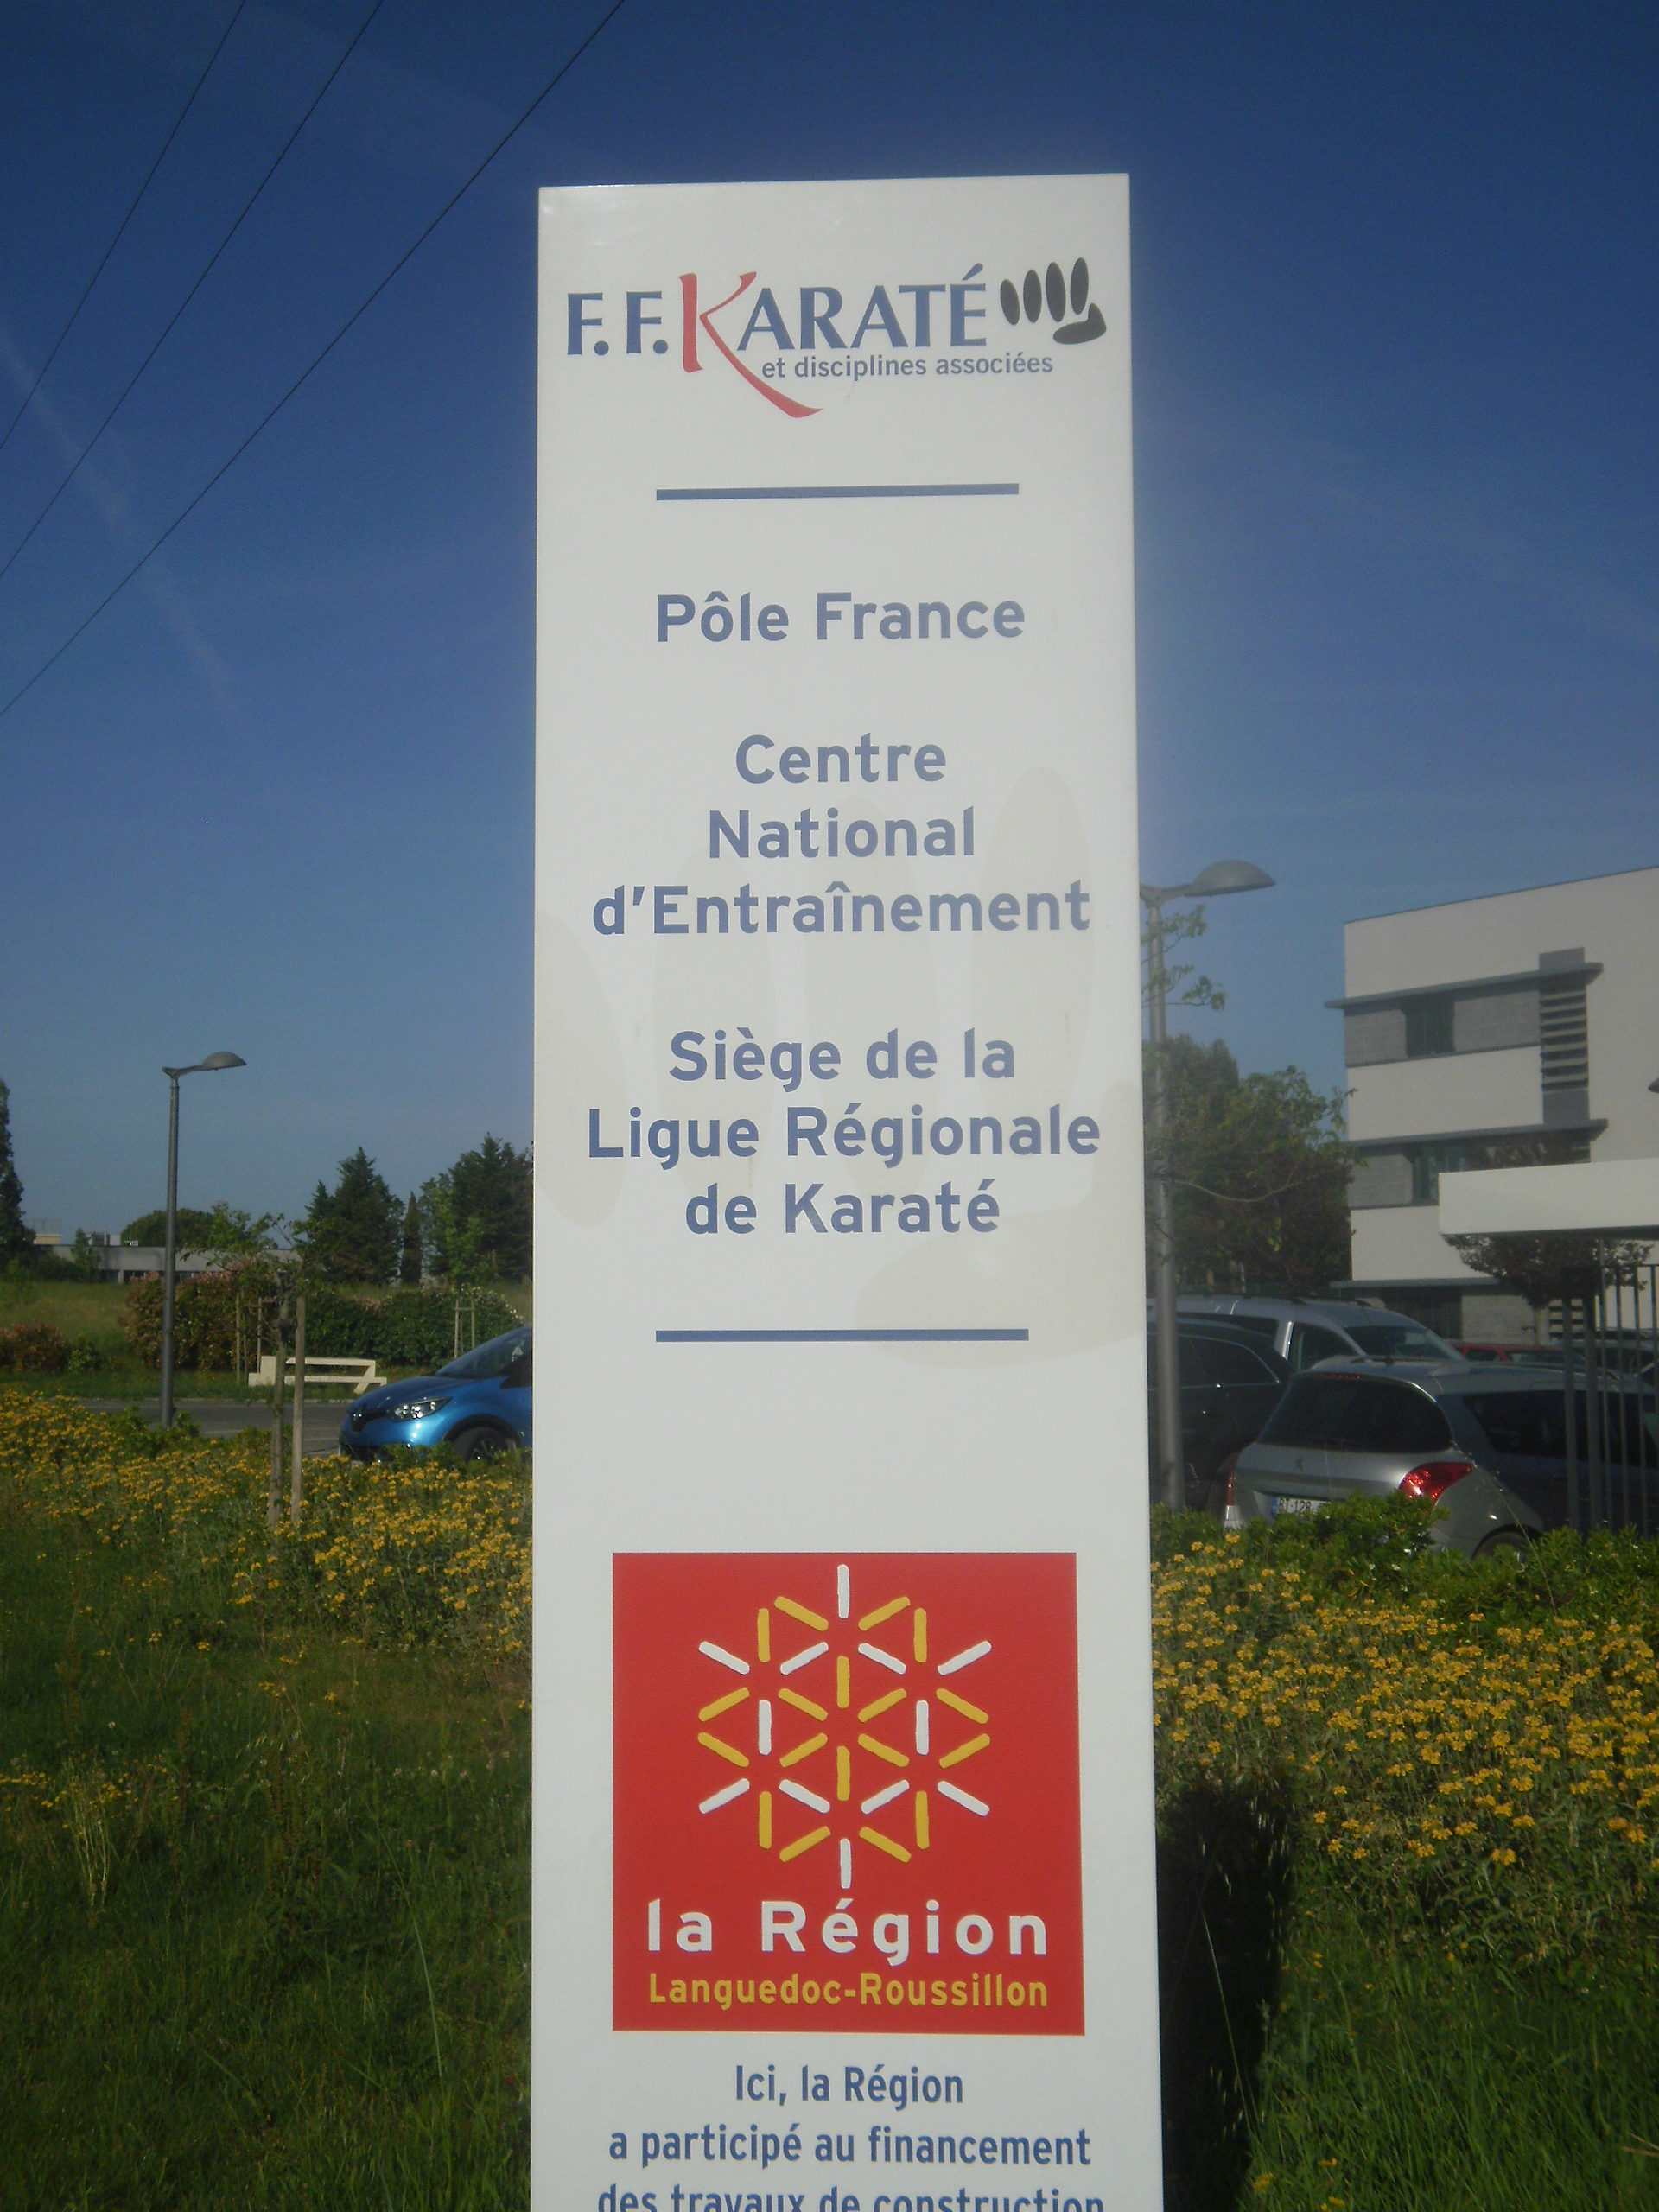 F.F.KARATÉ
et disciplines associées
Pôle France
Centre
National
d'Entraînement
Siège de la
Ligue Régionale
de Karaté
la Région
Languedoc-Roussillon
Ici, la Région
a participé au financement
des travaux de construction